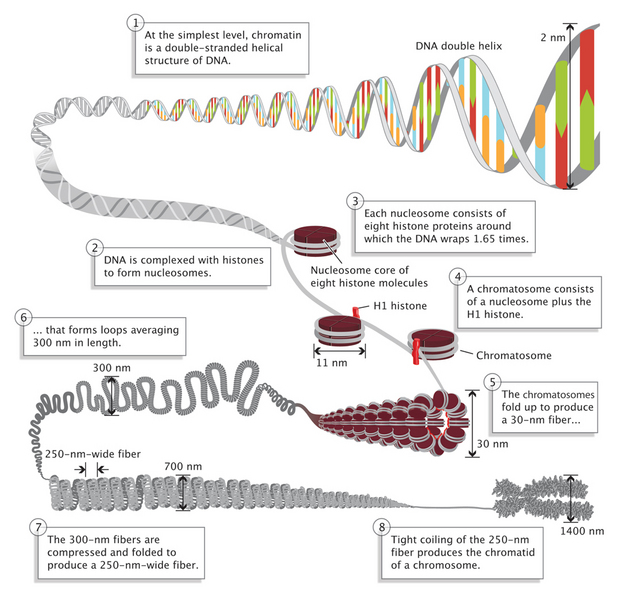 1
At the simplest level, chromatin
is a double-stranded helical
structure of DNA.
DNA double helix
2 nm
2
DNA is complexed with histones
to form nucleosomes.
3
Each nucleosome consists of
eight histone proteins around
which the DNA wraps 1.65 times.
Nucleosome core of
eight histone molecules
4
A chromatosome consists
of a nucleosome plus the
H1 histone.
H1 histone
11 nm
Chromatosome
5
The chromatosomes
fold up to produce
a 30-nm fiber...
30 nm
6
... that forms loops averaging
300 nm in length.
300 nm
250-nm-wide fiber
700 nm
7
The 300-nm fibers are
compressed and folded to
produce a 250-nm-wide fiber.
8
Tight coiling of the 250-nm
fiber produces the chromatid
of a chromosome.
1400 nm